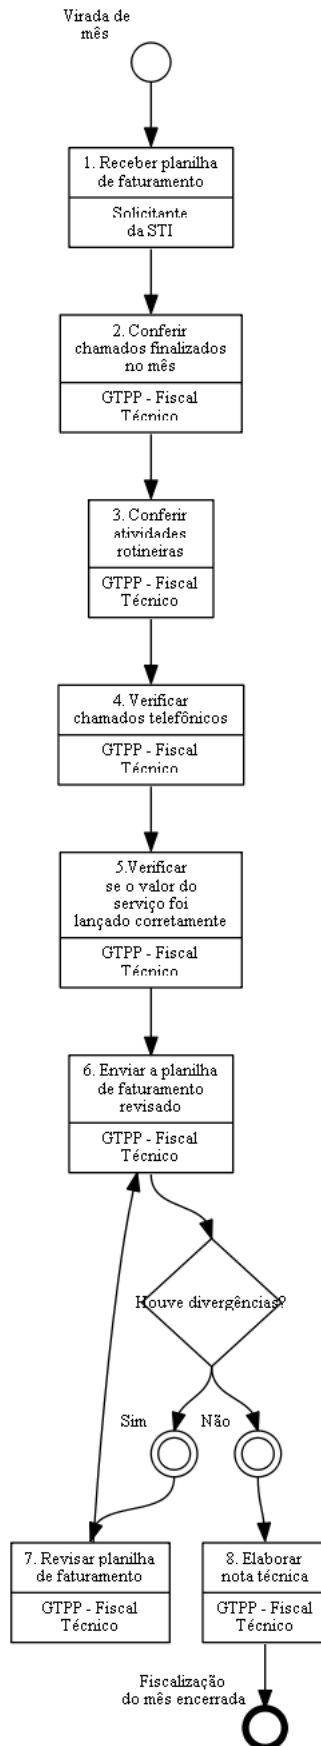 Virada de
mês
1. Receber planilha
de faturamento
Solicitante
da STI
2. Conferir
chamados finalizados
no mês
GTPP - Fiscal
Técnico
3. Conferir
atividades
rotineiras
GTPP - Fiscal
Técnico
4. Verificar
chamados telefônicos
GTPP - Fiscal
Técnico
5.Verificar
se o valor do
serviço foi
lançado corretamente
GTPP - Fiscal
Técnico
6. Enviar a planilha
de faturamento
revisado
GTPP - Fiscal
Técnico
Houve divergências?
Sim
Não
7. Revisar planilha
de faturamento
GTPP - Fiscal
Técnico
8. Elaborar
nota técnica
GTPP - Fiscal
Técnico
Fiscalização
do mês encerrada